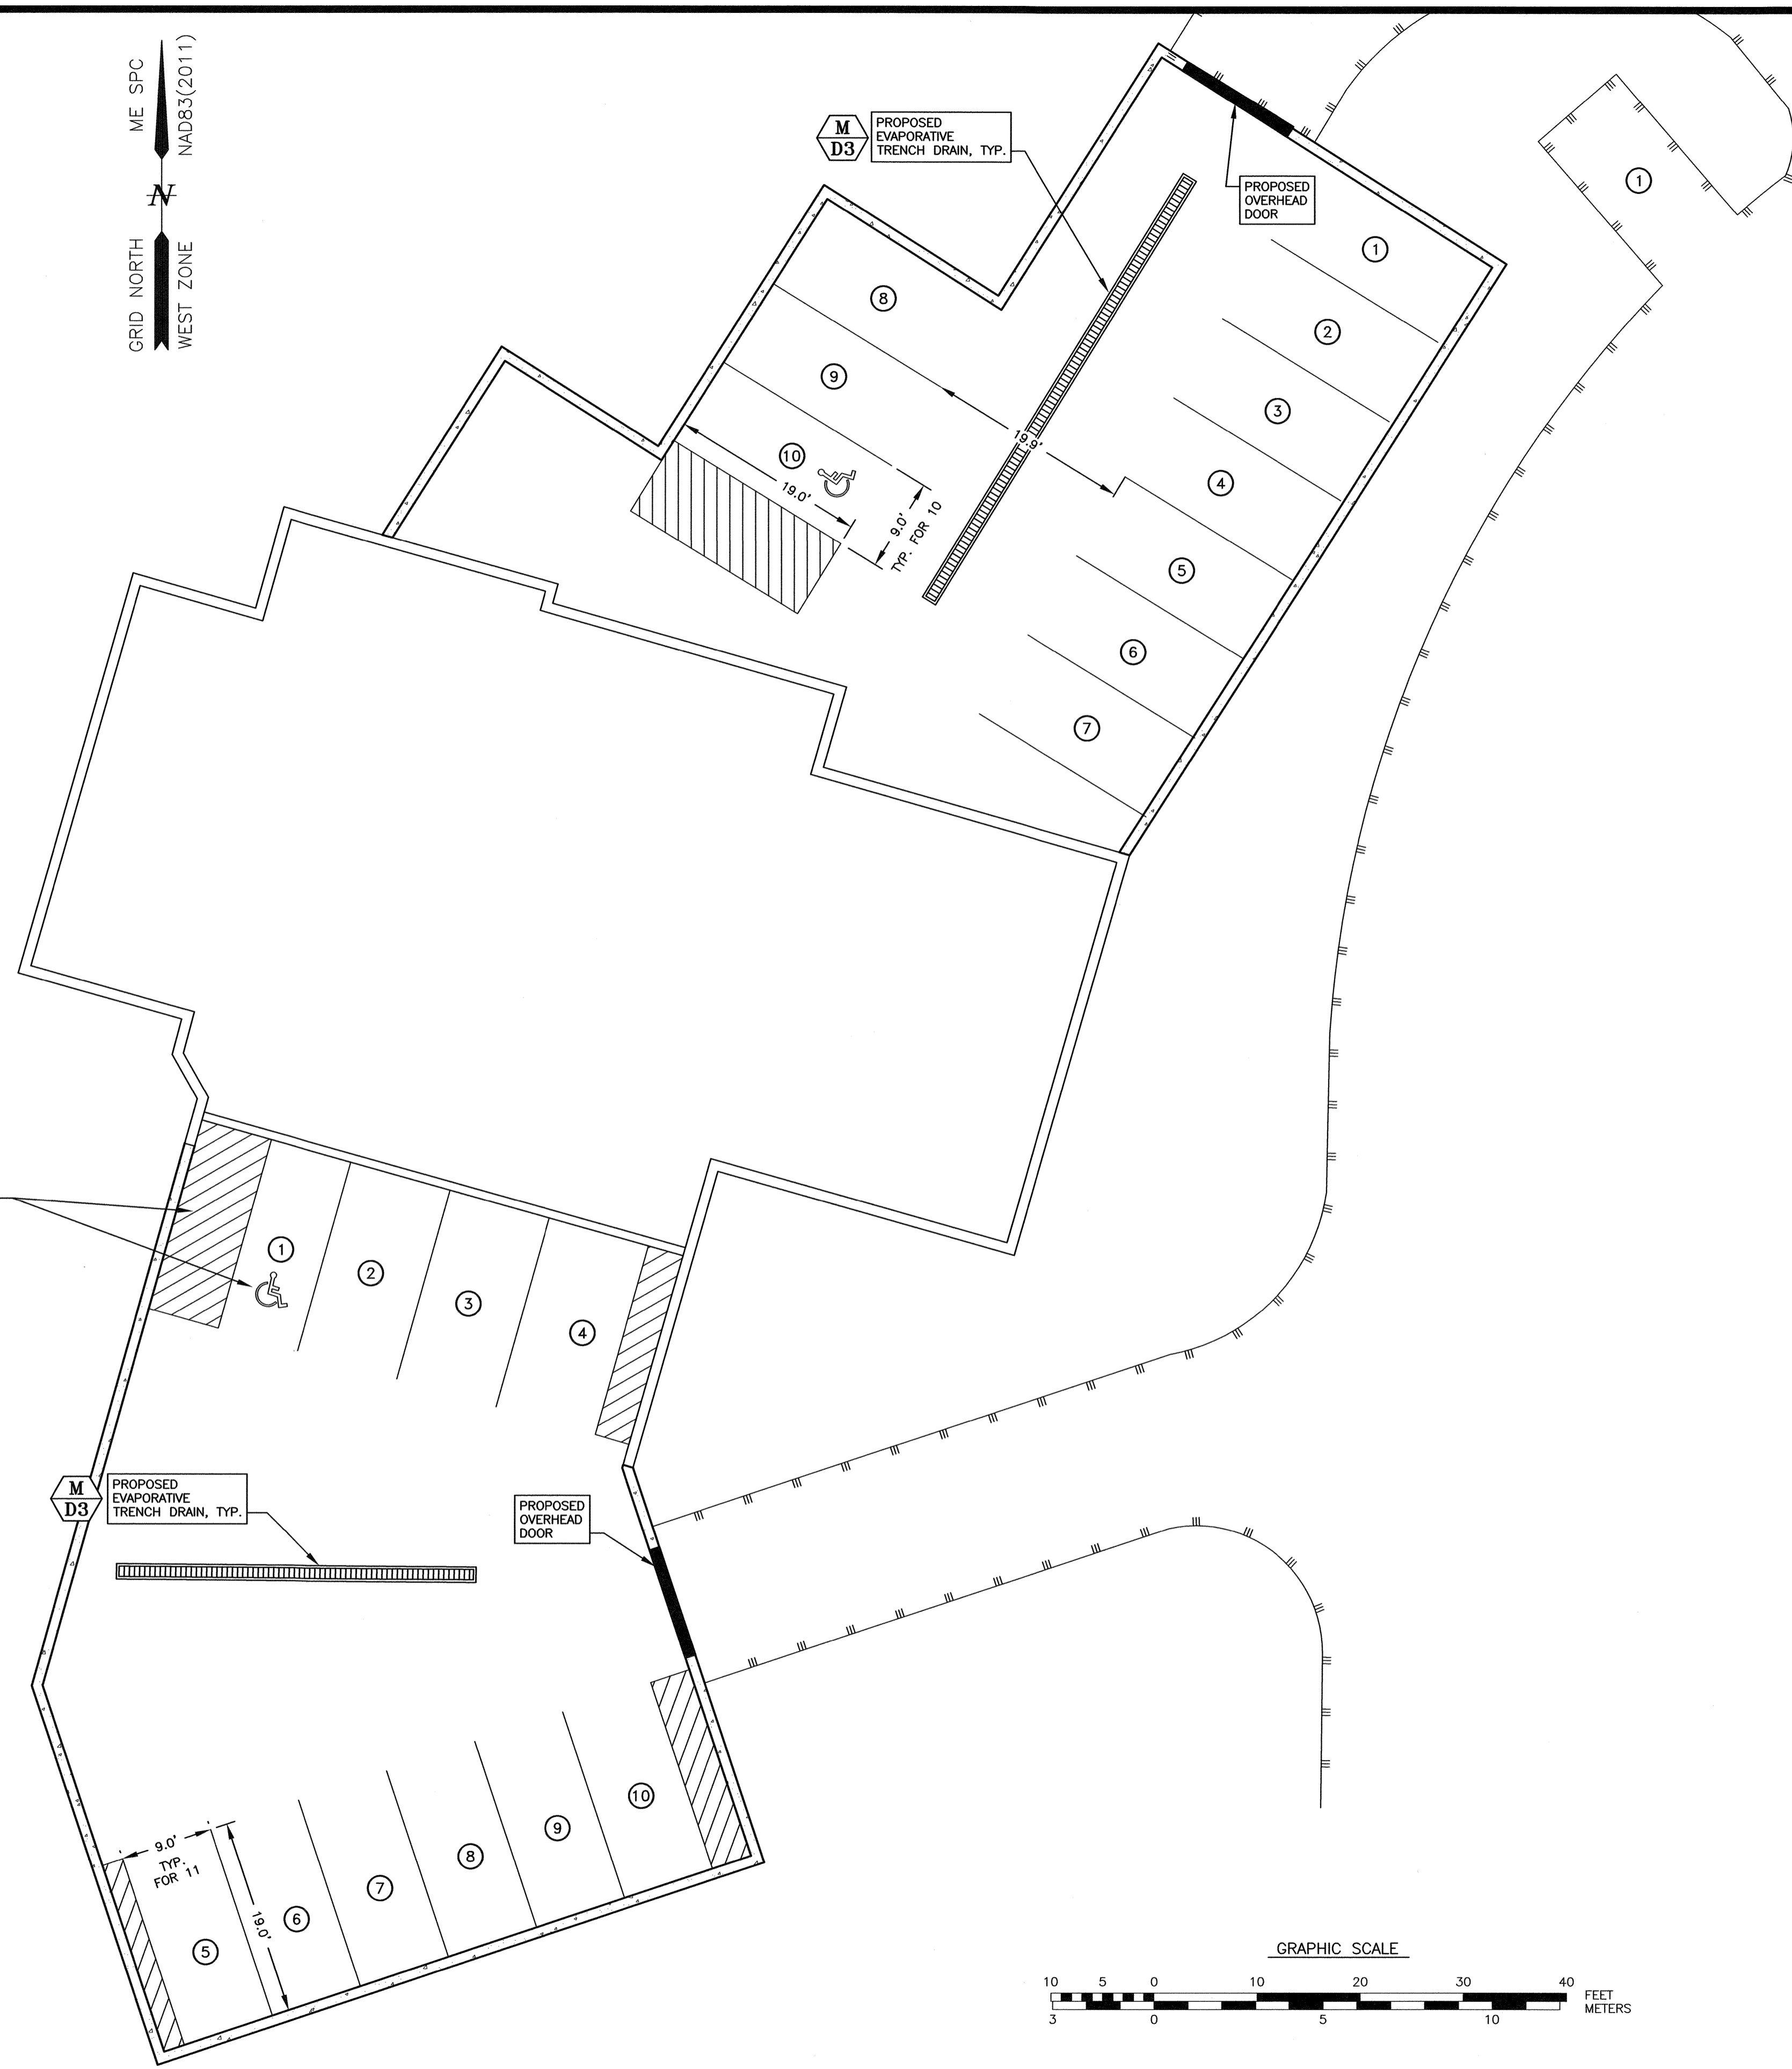 ME SPC
NAD83(2011)
N
GRID NORTH
WEST ZONE
M
D3
PROPOSED
EVAPORATIVE
TRENCH DRAIN, TYP.
PROPOSED
OVERHEAD
DOOR
1
1
2
3
4
5
6
7
8
9
10
19.9'
19.0'
9.0'
TYP. FOR 10
1
2
3
4
M
D3
PROPOSED
EVAPORATIVE
TRENCH DRAIN, TYP.
PROPOSED
OVERHEAD
DOOR
9.0'
TYP.
FOR 11
19.0'
5
6
7
8
9
10
GRAPHIC SCALE
10 5 0 10 20 30 40
FEET
METERS
3 0 5 10